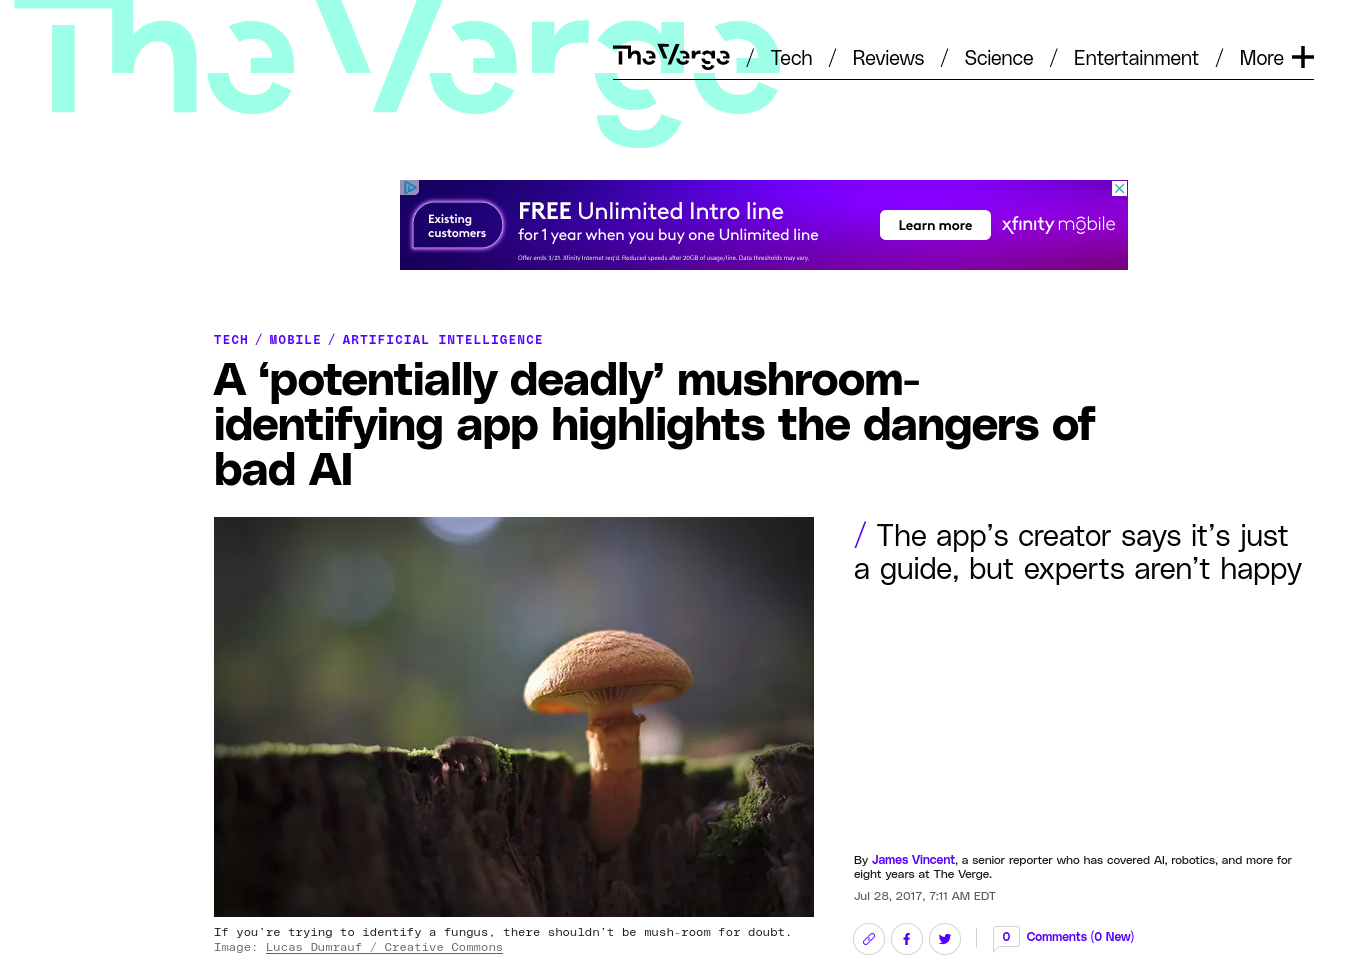 TheVerge
TheVerge / Tech / Reviews / Science / Entertainment / More
Existing
customers
FREE Unlimited Intro line
for 1 year when you buy one Unlimited line
Offer ends 3/21. Xfinity Internet req'd. Reduced speeds after 20GB of usage/line. Data thresholds may vary.
Learn more
xfinity mobile
TECH / MOBILE / ARTIFICIAL INTELLIGENCE
A ‘potentially deadly’ mushroom-
identifying app highlights the dangers of
bad AI
/ The app’s creator says it’s just
a guide, but experts aren’t happy
By James Vincent, a senior reporter who has covered AI, robotics, and more for
eight years at The Verge.
Jul 28, 2017, 7:11 AM EDT
0 Comments (0 New)
If you’re trying to identify a fungus, there shouldn’t be mush-room for doubt.
Image: Lucas Dumrauf / Creative Commons